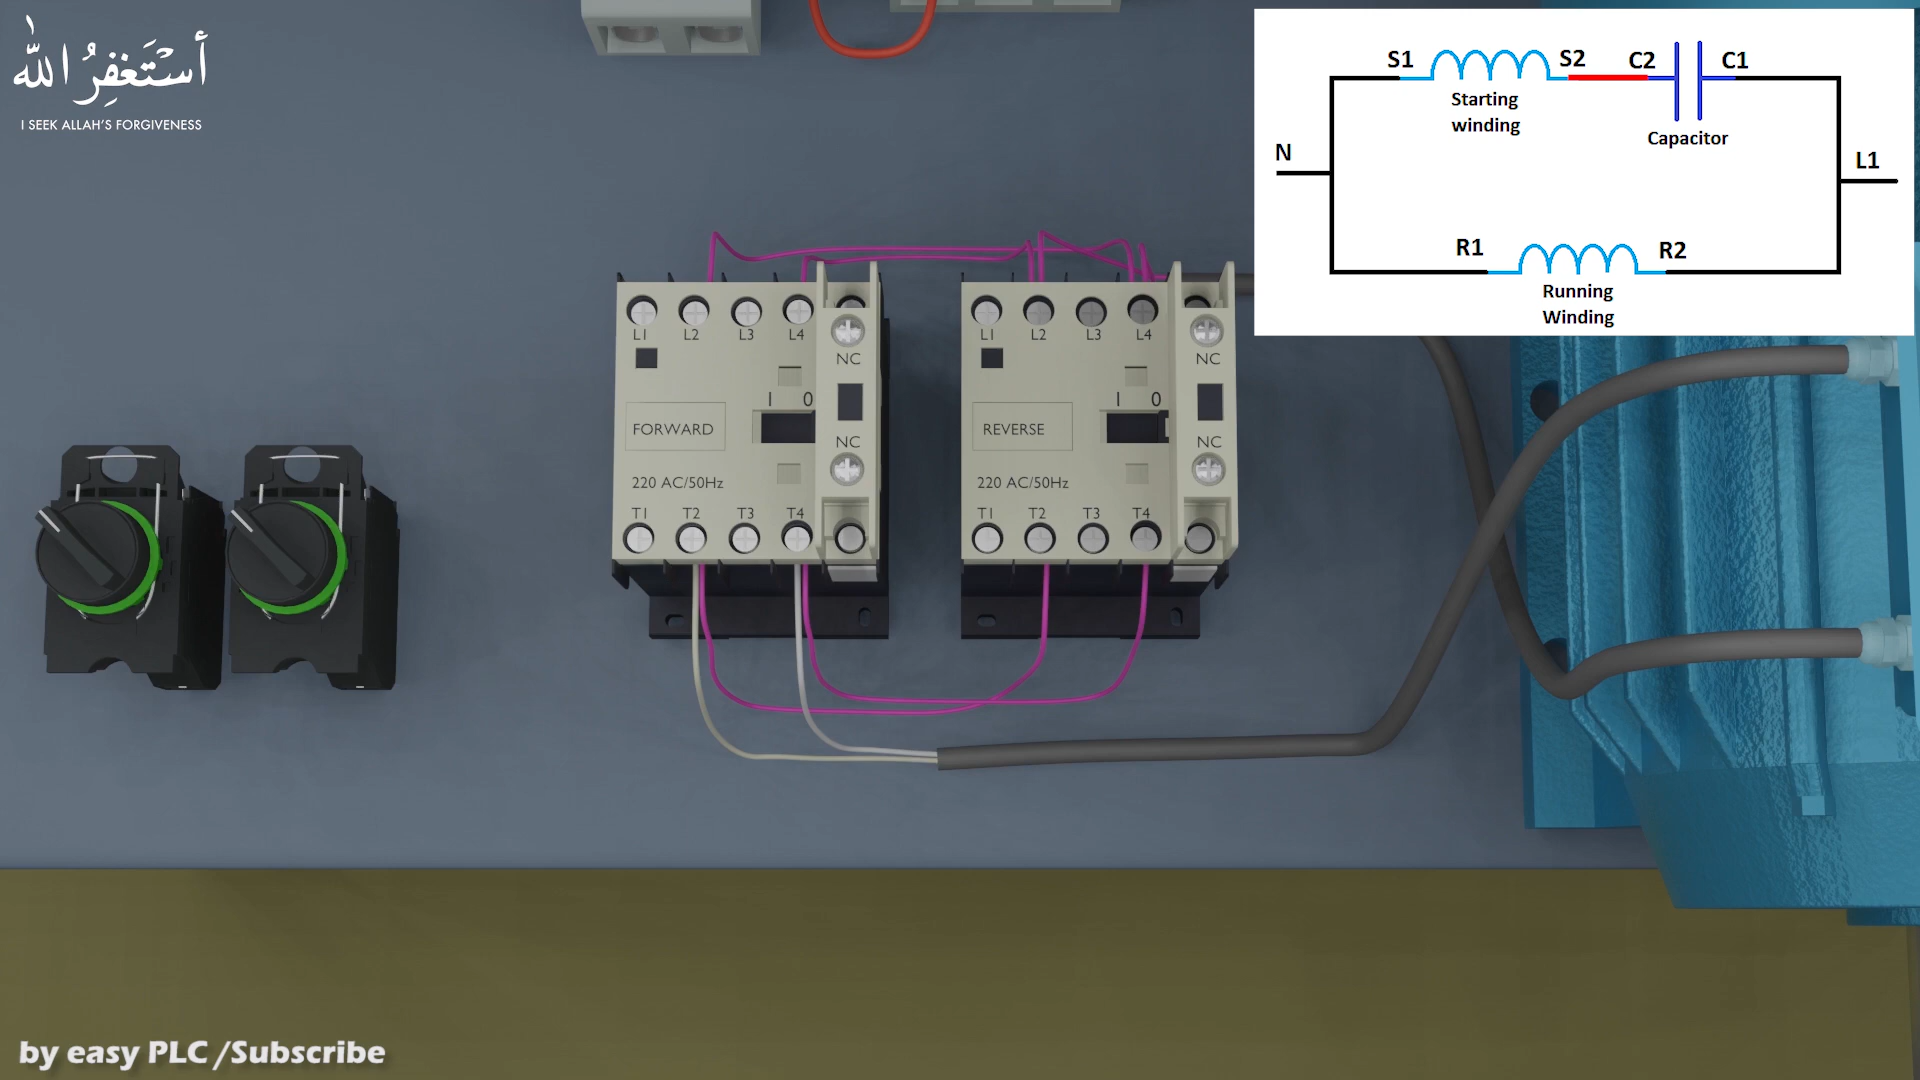 أَسْتَغْفِرُ اللّٰه
I SEEK ALLAH'S FORGIVENESS
S1 S2 C2 C1
Starting
winding
Capacitor
N
L1
R1 R2
Running
Winding
L1 L2 L3 L4
NC
I 0
FORWARD
NC
220 AC/50Hz
T1 T2 T3 T4
L1 L2 L3 L4
NC
I 0
REVERSE
NC
220 AC/50Hz
T1 T2 T3 T4
by easy PLC /Subscribe